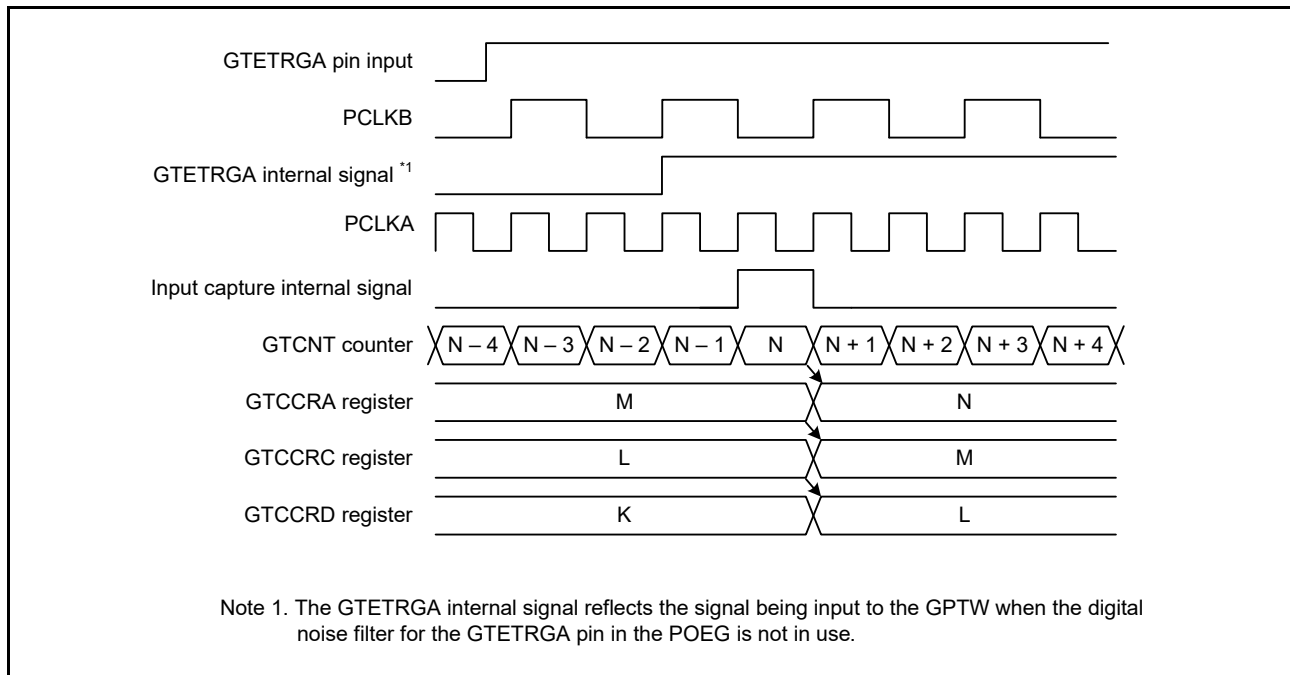 GTETRGA pin input
PCLKB
GTETRGA internal signal *1
PCLKA
Input capture internal signal
GTCNT counter N – 4 N – 3 N – 2 N – 1 N N + 1 N + 2 N + 3 N + 4
GTCCRA register M N
GTCCRC register L M
GTCCRD register K L
Note 1. The GTETRGA internal signal reflects the signal being input to the GPTW when the digital
noise filter for the GTETRGA pin in the POEG is not in use.